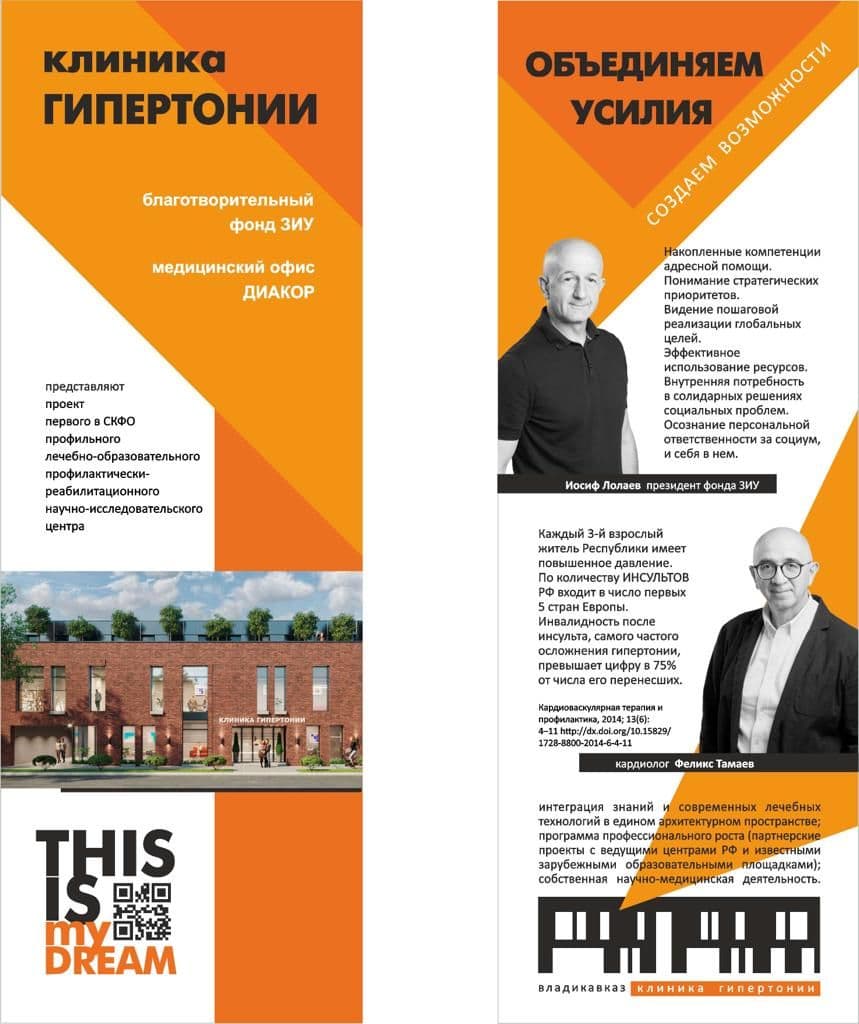 клиника
ГИПЕРТОНИИ
благотворительный
фонд ЗИУ
медицинский офис
ДИАКОР
представляют
проект
первого в СКФО
профильного
лечебно-образовательного
профилактически-
реабилитационного
научно-исследовательского
центра
КЛИНИКА ГИПЕРТОНИИ
THIS
IS
my
DREAM
ОБЪЕДИНЯЕМ
УСИЛИЯ
СОЗДАЕМ ВОЗМОЖНОСТИ
Накопленные компетенции
адресной помощи.
Понимание стратегических
приоритетов.
Видение пошаговой
реализации глобальных
целей.
Эффективное
использование ресурсов.
Внутренняя потребность
в солидарных решениях
социальных проблем.
Осознание персональной
ответственности за социум,
и себя в нем.
Иосиф Лолаев президент фонда ЗИУ
Каждый 3-й взрослый
житель Республики имеет
повышенное давление.
По количеству ИНСУЛЬТОВ
РФ входит в число первых
5 стран Европы.
Инвалидность после
инсульта, самого частого
осложнения гипертонии,
превышает цифру в 75%
от числа его перенесших.
Кардиоваскулярная терапия и
профилактика, 2014; 13(6):
4–11 http://dx.doi.org/10.15829/
1728-8800-2014-6-4-11
кардиолог Феликс Тамаев
интеграция знаний и современных лечебных
технологий в едином архитектурном пространстве;
программа профессионального роста (партнерские
проекты с ведущими центрами РФ и известными
зарубежными образовательными площадками);
собственная научно-медицинская деятельность.
владикавказ клиника гипертонии